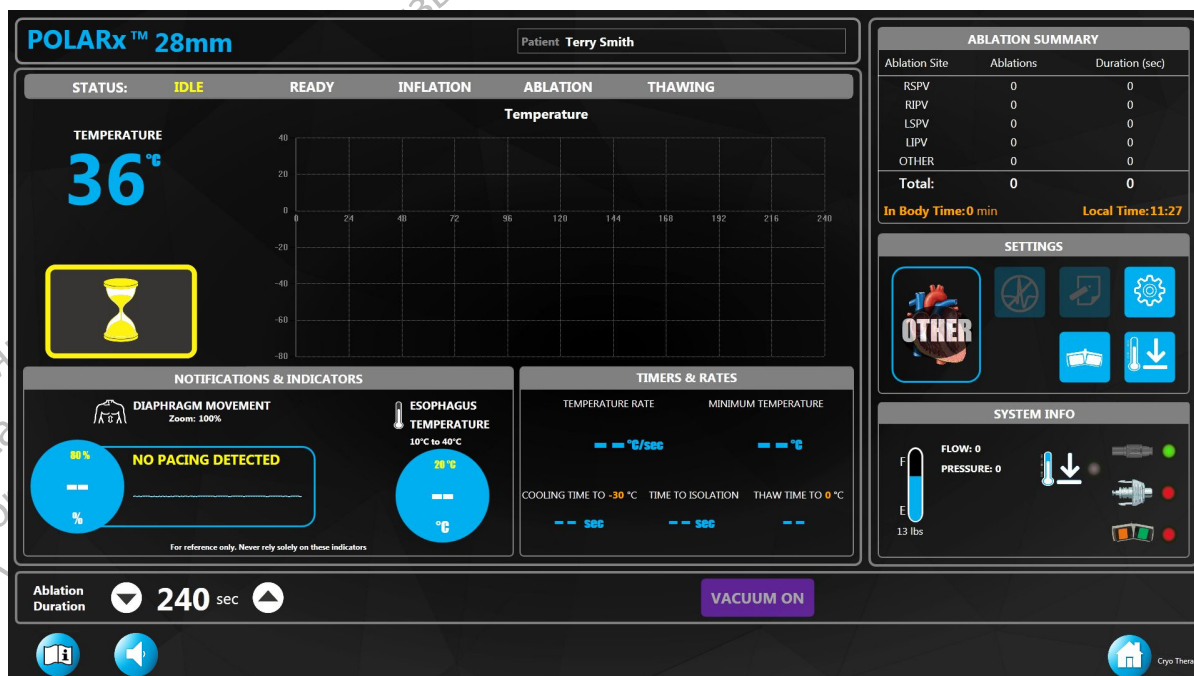 POLARx™ 28mm
Patient Terry Smith
STATUS: IDLE READY INFLATION ABLATION THAWING
TEMPERATURE
36°C
Temperature
40
20
0
-20
-40
-60
-80
0 24 48 72 96 120 144 168 192 216 240
NOTIFICATIONS & INDICATORS
DIAPHRAGM MOVEMENT
Zoom: 100%
80 %
NO PACING DETECTED
--
%
ESOPHAGUS
TEMPERATURE
10°C to 40°C
20 °C
--
°C
For reference only. Never rely solely on these indicators
TIMERS & RATES
TEMPERATURE RATE MINIMUM TEMPERATURE
-- °C/sec -- °C
COOLING TIME TO -30 °C TIME TO ISOLATION THAW TIME TO 0 °C
-- sec -- sec --
ABLATION SUMMARY
Ablation Site Ablations Duration (sec)
RSPV 0 0
RIPV 0 0
LSPV 0 0
LIPV 0 0
OTHER 0 0
Total: 0 0
In Body Time:0 min Local Time:11:27
SETTINGS
OTHER
SYSTEM INFO
F
E
13 lbs
FLOW: 0
PRESSURE: 0
Ablation
Duration
240 sec
VACUUM ON
i
Cryo Thera